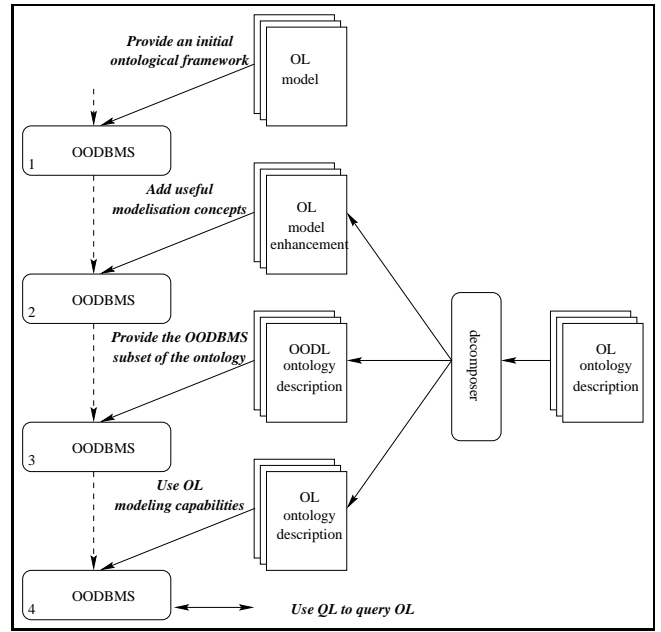 Provide an initial
ontological framework
OL
model
1 OODBMS
Add useful
modelisation concepts
OL
model
enhancement
2 OODBMS
Provide the OODBMS
subset of the ontology
OODL
ontology
description
decomposer
OL
ontology
description
3 OODBMS
Use OL
modeling capabilities
OL
ontology
description
4 OODBMS
Use QL to query OL